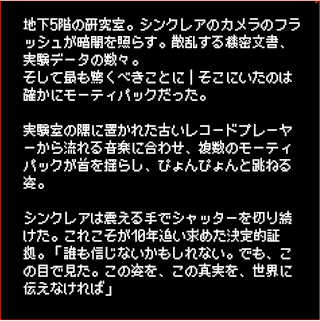 地下5階の研究室。シンクレアのカメラのフラ
ッシュが暗闇を照らす。散乱する機密文書、
実験データの数々。
そして最も驚くべきことに|そこにいたのは
確かにモーティパックだった。
実験室の隅に置かれた古いレコードプレーヤ
ーから流れる音楽に合わせ、複数のモーティ
パックが首を揺らし、ぴょんぴょんと跳ねる
姿。
シンクレアは震える手でシャッターを切り続
けた。これこそが10年追い求めた決定的証
拠。「誰も信じないかもしれない。でも、こ
の目で見た。この姿を、この真実を、世界に
伝えなければ」